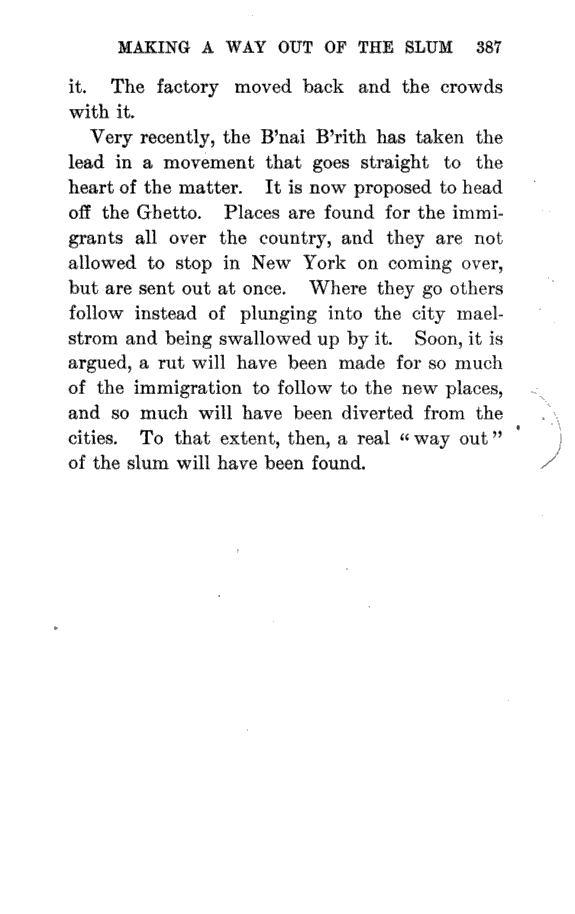 MAKING A WAY OUT OF THE SLUM 387
it. The factory moved back and the crowds
with it.
Very recently, the B'nai B'rith has taken the
lead in a movement that goes straight to the
heart of the matter. It is now proposed to head
off the Ghetto. Places are found for the immi-
grants all over the country, and they are not
allowed to stop in New York on coming over,
but are sent out at once. Where they go others
follow instead of plunging into the city mael-
strom and being swallowed up by it. Soon, it is
argued, a rut will have been made for so much
of the immigration to follow to the new places,
and so much will have been diverted from the
cities. To that extent, then, a real “way out”
of the slum will have been found.